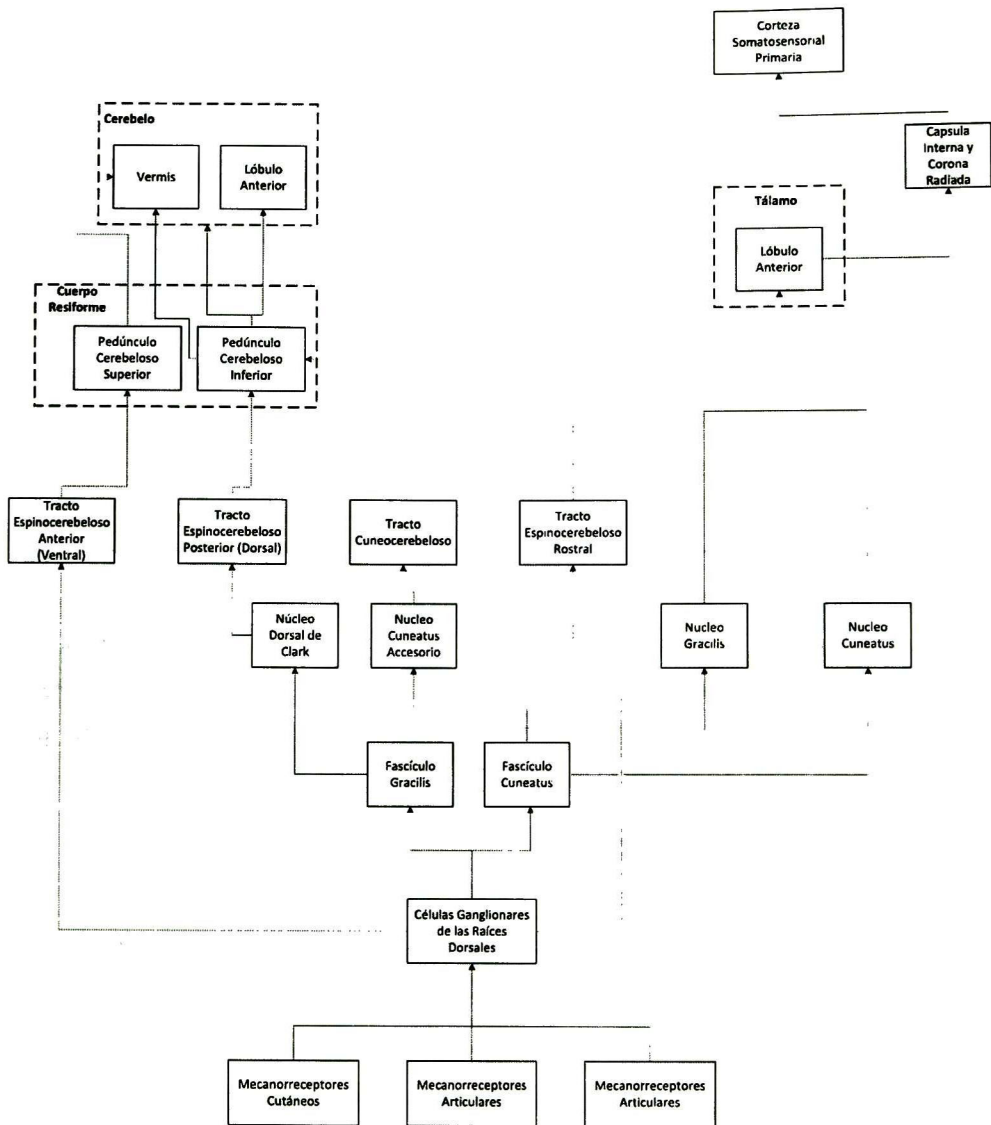 Corteza
Somatosensorial
Primaria
Cerebelo
Vermis
Lóbulo
Anterior
Capsula
Interna y
Corona
Radiada
Tálamo
Lóbulo
Anterior
Cuerpo
Resiforme
Pedúnculo
Cerebeloso
Superior
Pedúnculo
Cerebeloso
Inferior
Tracto
Espinocerebeloso
Anterior
(Ventral)
Tracto
Espinocerebeloso
Posterior (Dorsal)
Tracto
Cuneocerebeloso
Tracto
Espinocerebeloso
Rostral
Núcleo
Dorsal de
Clark
Nucleo
Cuneatus
Accesorio
Nucleo
Gracilis
Nucleo
Cuneatus
Fascículo
Gracilis
Fascículo
Cuneatus
Células Ganglionares
de las Raíces
Dorsales
Mecanorreceptores
Cutáneos
Mecanorreceptores
Articulares
Mecanorreceptores
Articulares